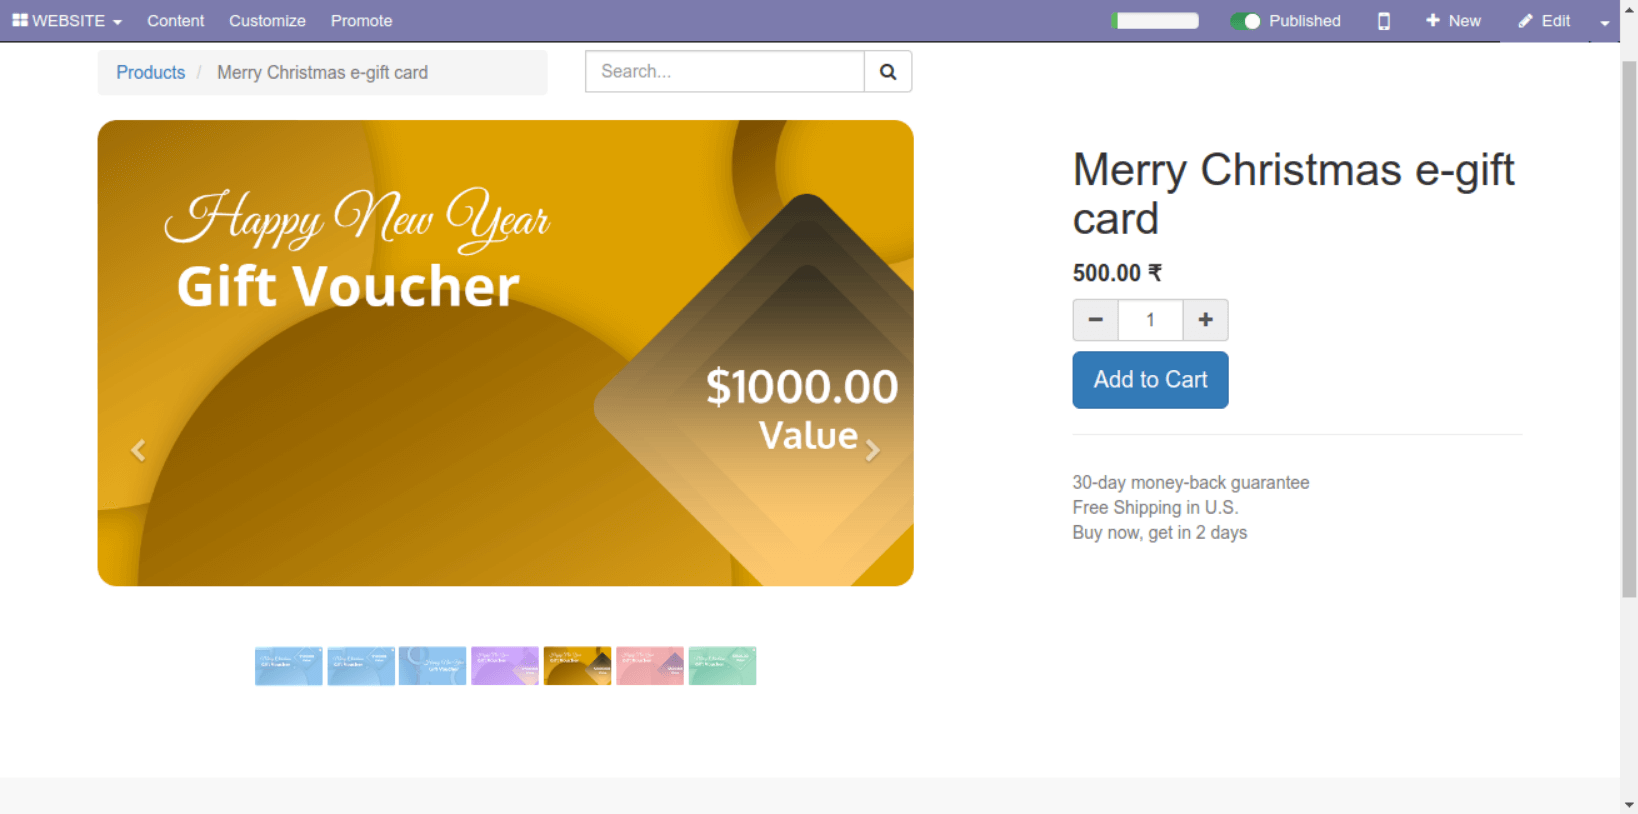 WEBSITE Content Customize Promote Published New Edit
Products / Merry Christmas e-gift card
Search...
Happy New Year
Gift Voucher
$1000.00
Value
Merry Christmas e-gift
card
500.00 ₹
1
Add to Cart
30-day money-back guarantee
Free Shipping in U.S.
Buy now, get in 2 days